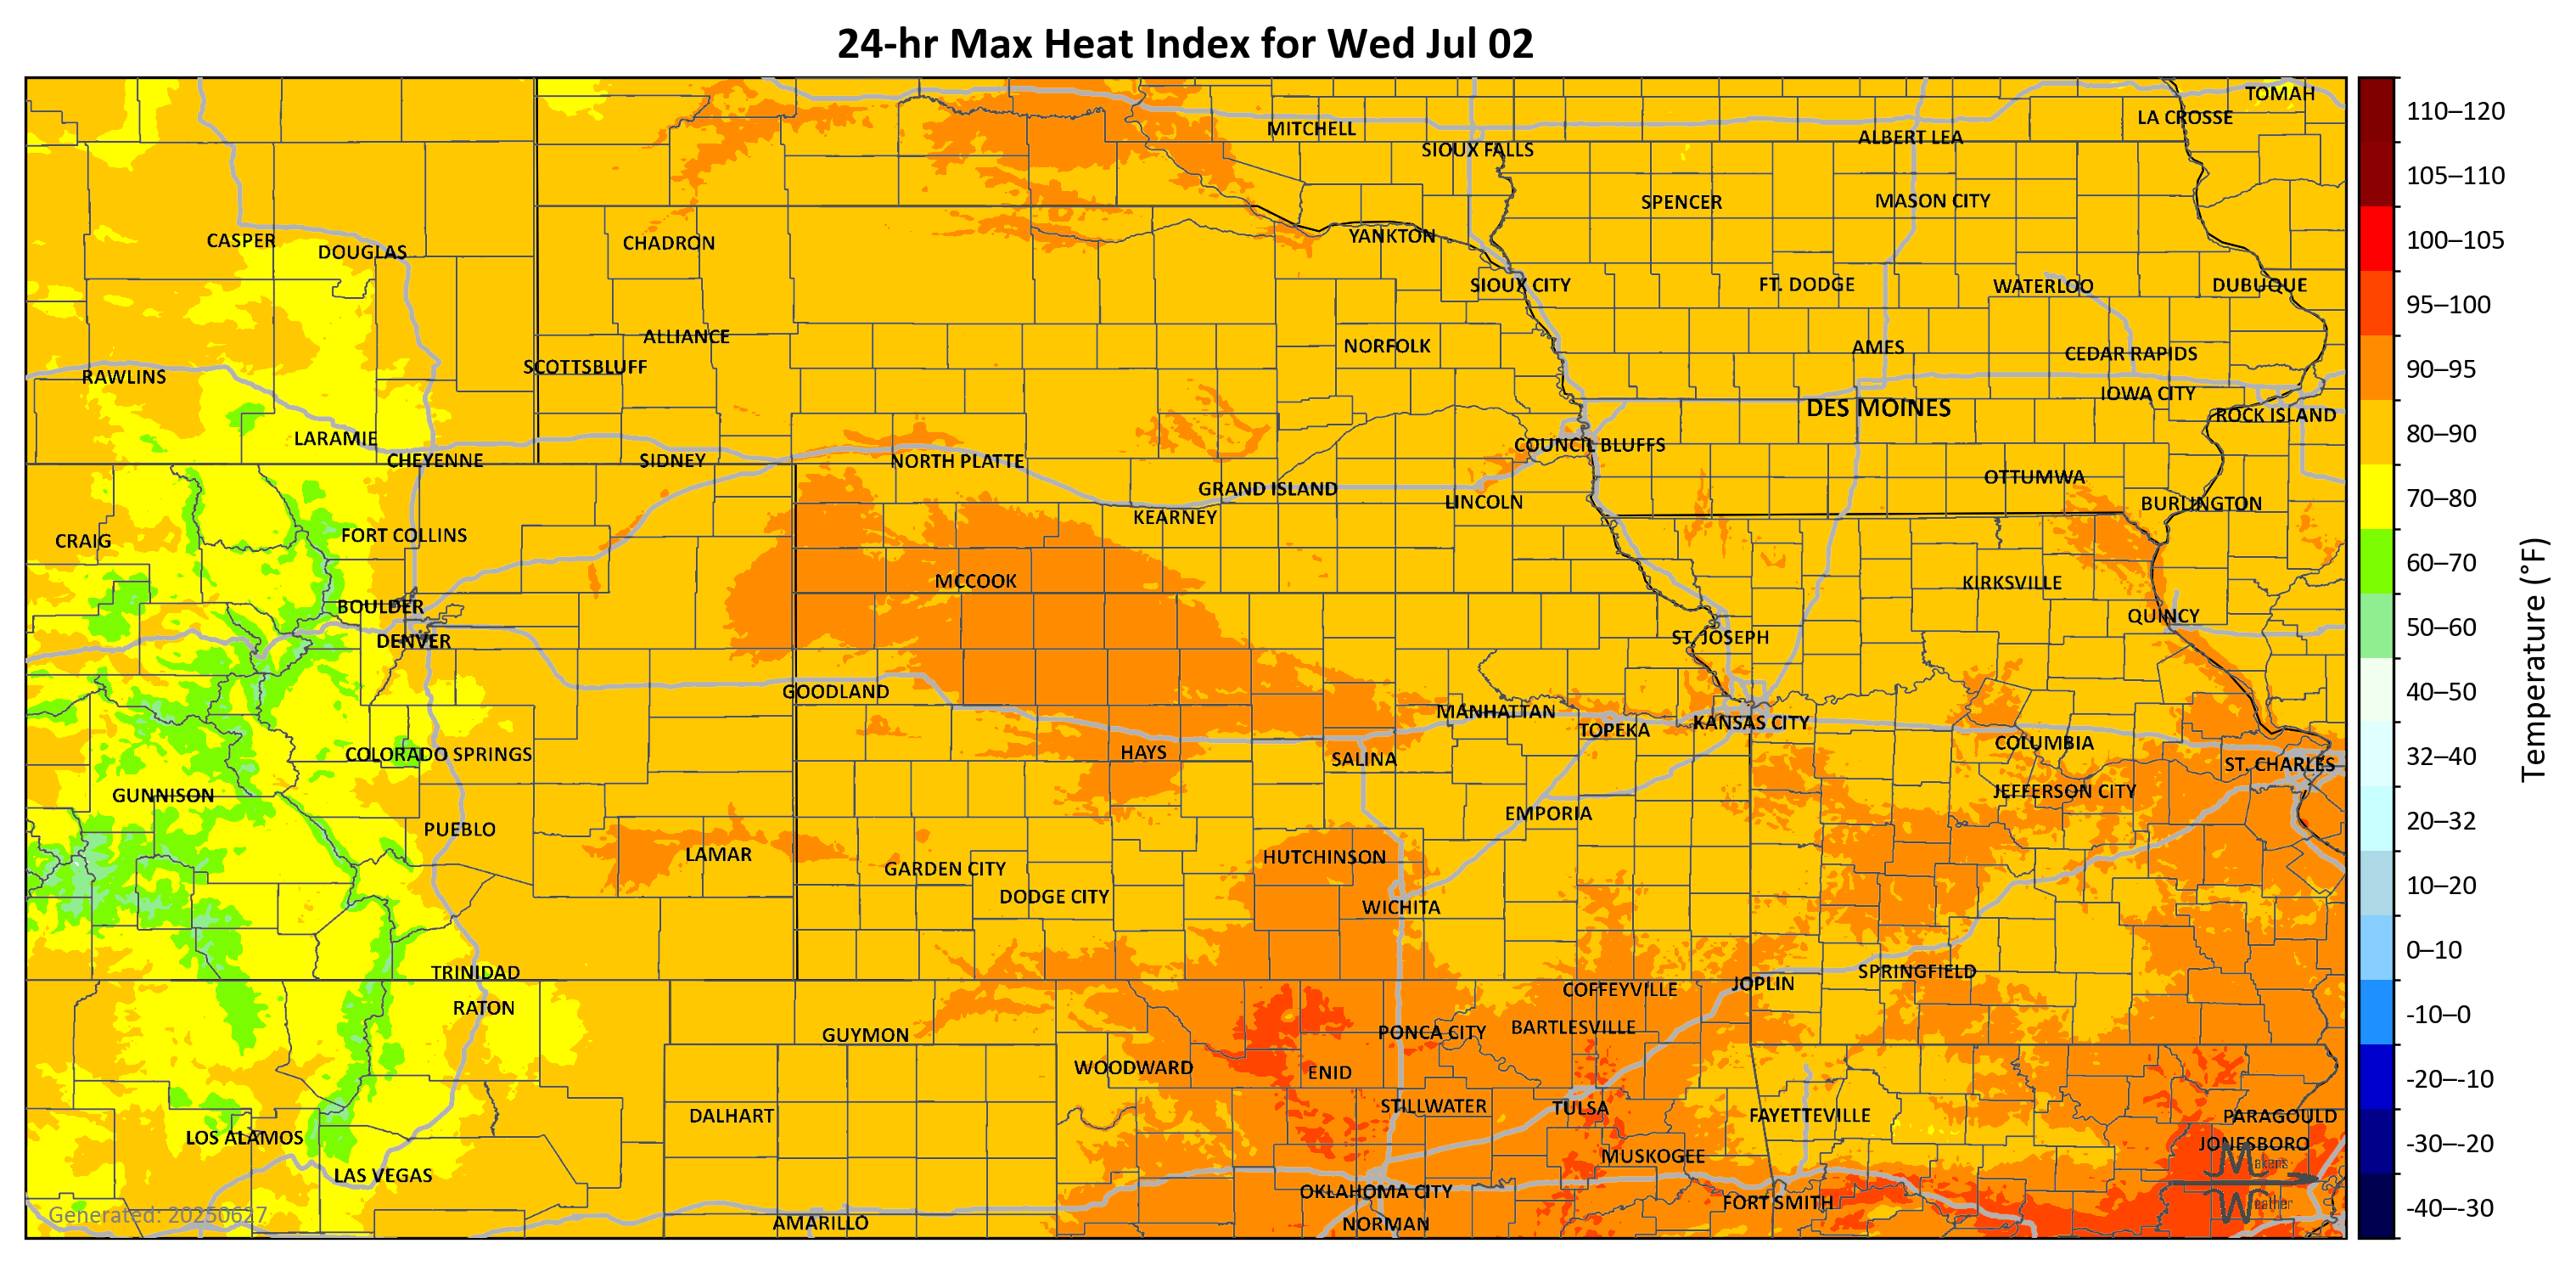 24-hr Max Heat Index for Wed Jul 02
TOMAH
LA CROSSE
MITCHELL
ALBERT LEA
SIOUX FALLS
SPENCER
MASON CITY
CASPER
DOUGLAS
CHADRON
YANKTON
SIOUX CITY
FT. DODGE
WATERLOO
DUBUQUE
ALLIANCE
NORFOLK
AMES
CEDAR RAPIDS
SCOTTSBLUFF
RAWLINS
IOWA CITY
DES MOINES
ROCK ISLAND
LARAMIE
COUNCIL BLUFFS
CHEYENNE
SIDNEY
NORTH PLATTE
OTTUMWA
GRAND ISLAND
LINCOLN
BURLINGTON
KEARNEY
FORT COLLINS
CRAIG
MCCOOK
KIRKSVILLE
BOULDER
QUINCY
DENVER
ST. JOSEPH
GOODLAND
MANHATTAN
KANSAS CITY
TOPEKA
COLUMBIA
COLORADO SPRINGS
HAYS
SALINA
ST. CHARLES
GUNNISON
JEFFERSON CITY
EMPORIA
PUEBLO
LAMAR
HUTCHINSON
GARDEN CITY
DODGE CITY
WICHITA
TRINIDAD
SPRINGFIELD
JOPLIN
COFFEYVILLE
RATON
GUYMON
PONCA CITY
BARTLESVILLE
WOODWARD
ENID
STILLWATER
TULSA
DALHART
FAYETTEVILLE
PARAGOULD
LOS ALAMOS
JONESBORO
MUSKOGEE
LAS VEGAS
OKLAHOMA CITY
FORT SMITH
AMARILLO
NORMAN
Generated: 20250627
Makens
Weather
110–120
105–110
100–105
95–100
90–95
80–90
70–80
60–70
50–60
40–50
32–40
20–32
10–20
0–10
-10–0
-20–-10
-30–-20
-40–-30
Temperature (°F)